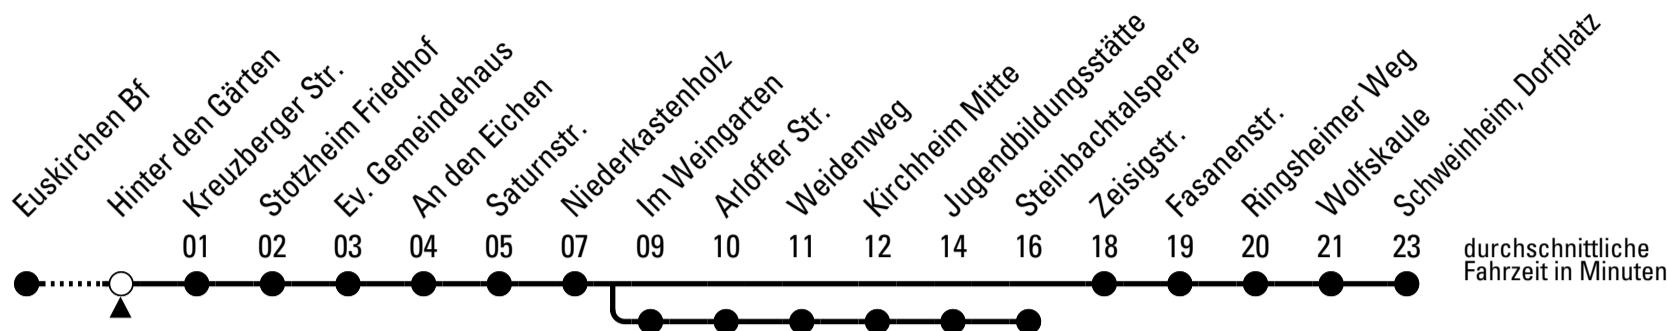 Euskirchen Bf
Hinter den Gärten
Kreuzberger Str.
Stotzheim Friedhof
Ev. Gemeindehaus
An den Eichen
Saturnstr.
Niederkastenholz
Im Weingarten
Arloffer Str.
Weidenweg
Kirchheim Mitte
Jugendbildungsstätte
Steinbachtalsperre
Zeisigstr.
Fasanenstr.
Ringsheimer Weg
Wolfskaule
Schweinheim, Dorfplatz
01 02 03 04 05 07 09 10 11 12 14 16 18 19 20 21 23
durchschnittliche
Fahrzeit in Minuten